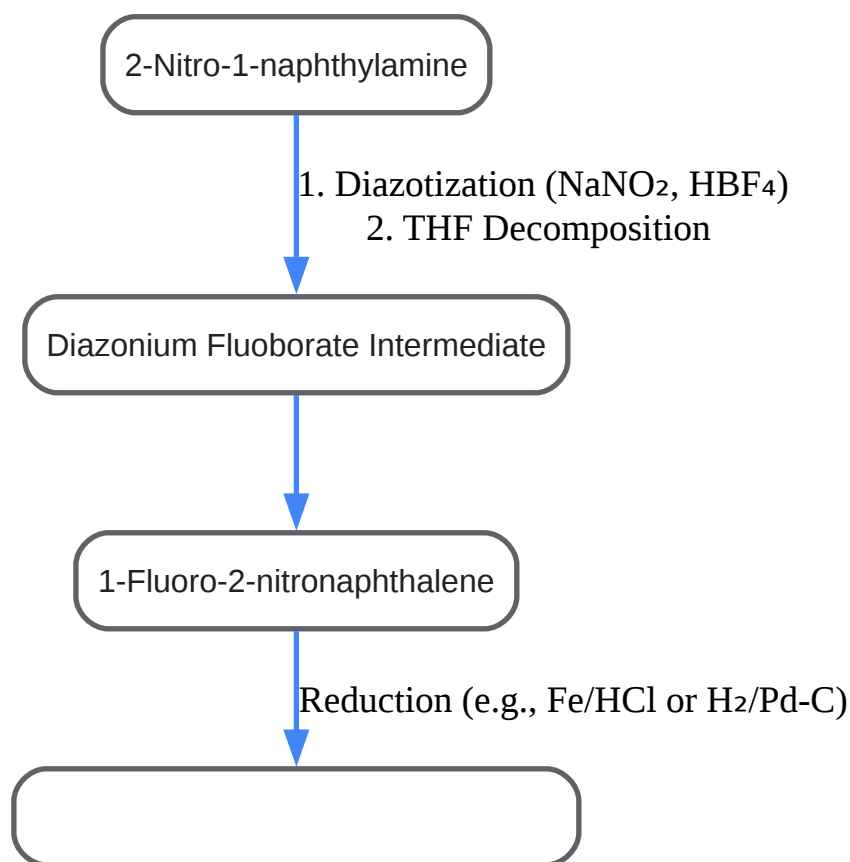 2-Nitro-1-naphthylamine
1. Diazotization (NaNO₂, HBF₄)
2. THF Decomposition
Diazonium Fluoborate Intermediate
1-Fluoro-2-nitronaphthalene
Reduction (e.g., Fe/HCl or H₂/Pd-C)